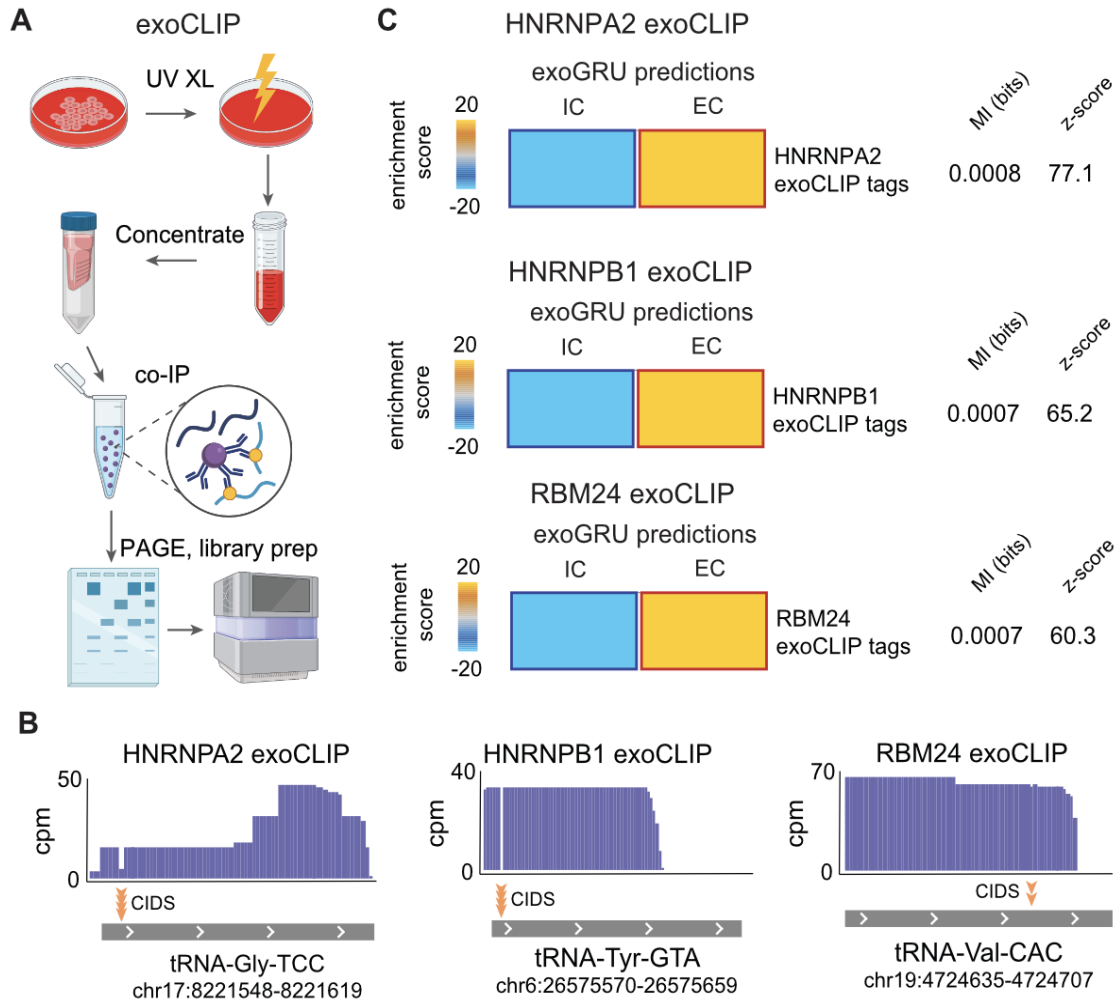 A
exoCLIP
UV XL
Concentrate
co-IP
PAGE, library prep
C
HNRNPA2 exoCLIP
exoGRU predictions
IC EC
enrichment
score
20
-20
HNRNPA2
exoCLIP tags
MI (bits) z-score
0.0008 77.1
HNRNPB1 exoCLIP
exoGRU predictions
IC EC
enrichment
score
20
-20
HNRNPB1
exoCLIP tags
MI (bits) z-score
0.0007 65.2
RBM24 exoCLIP
exoGRU predictions
IC EC
enrichment
score
20
-20
RBM24
exoCLIP tags
MI (bits) z-score
0.0007 60.3
B
HNRNPA2 exoCLIP
50
cpm
0
CIDS
tRNA-Gly-TCC
chr17:8221548-8221619
HNRNPB1 exoCLIP
40
cpm
0
CIDS
tRNA-Tyr-GTA
chr6:26575570-26575659
RBM24 exoCLIP
70
cpm
0
CIDS
tRNA-Val-CAC
chr19:4724635-4724707